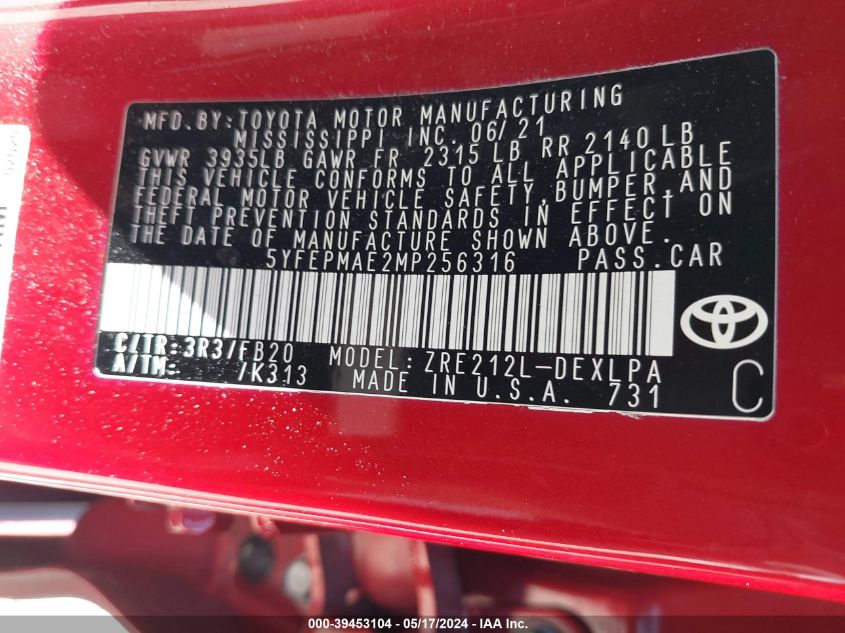 MFD.BY:TOYOTA MOTOR MANUFACTURING
MISSISSIPPI INC. 06/21
GVWR 3935LB GAWR FR 2315 LB RR 2140LB
THIS VEHICLE CONFORMS TO ALL APPLICABLE
FEDERAL MOTOR VEHICLE SAFETY,BUMPER,AND
THEFT PREVENTION STANDARDS IN EFFECT ON
THE DATE OF MANUFACTURE SHOWN ABOVE.
5YFEPMAE2MP256316 PASS.CAR
C/TR:3R3/FB20 MODEL:ZRE212L-DEXLPA
A/TM: /K313 MADE IN U.S.A. 731
C
000-39453104 - 05/17/2024 - IAA Inc.